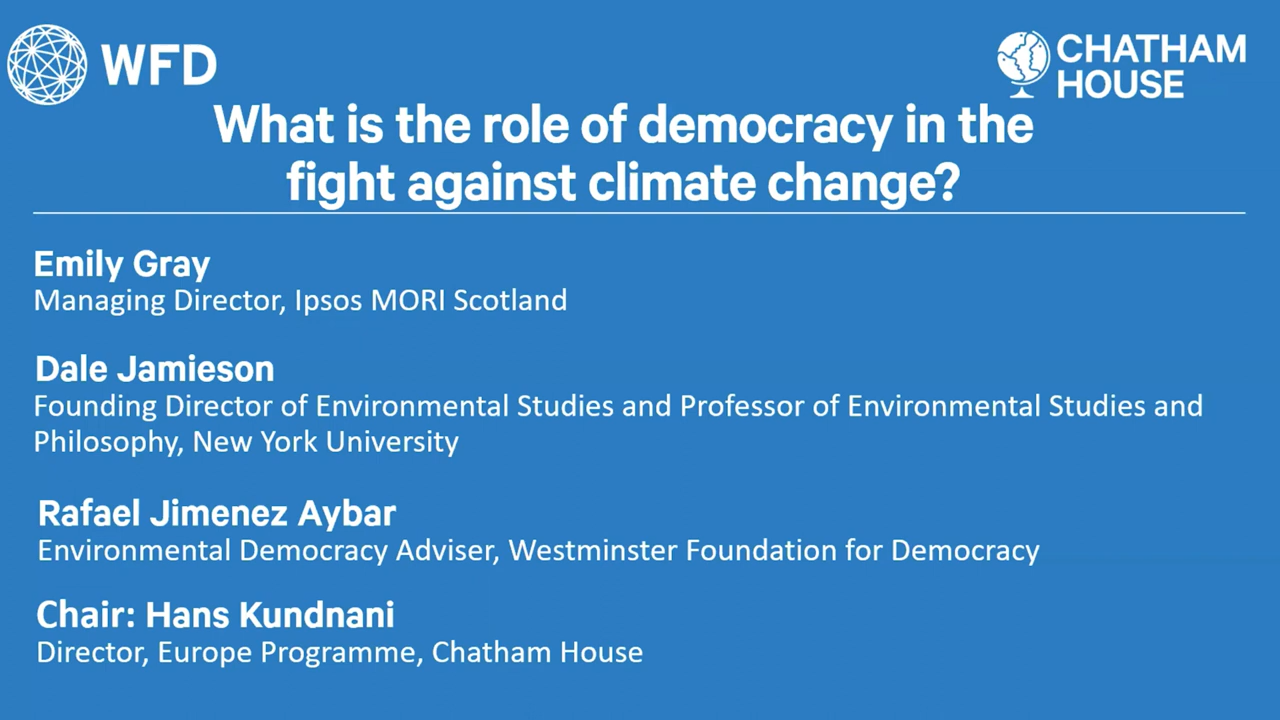 WFD
CHATHAM
HOUSE
What is the role of democracy in the
fight against climate change?
Emily Gray
Managing Director, Ipsos MORI Scotland
Dale Jamieson
Founding Director of Environmental Studies and Professor of Environmental Studies and
Philosophy, New York University
Rafael Jimenez Aybar
Environmental Democracy Adviser, Westminster Foundation for Democracy
Chair: Hans Kundnani
Director, Europe Programme, Chatham House